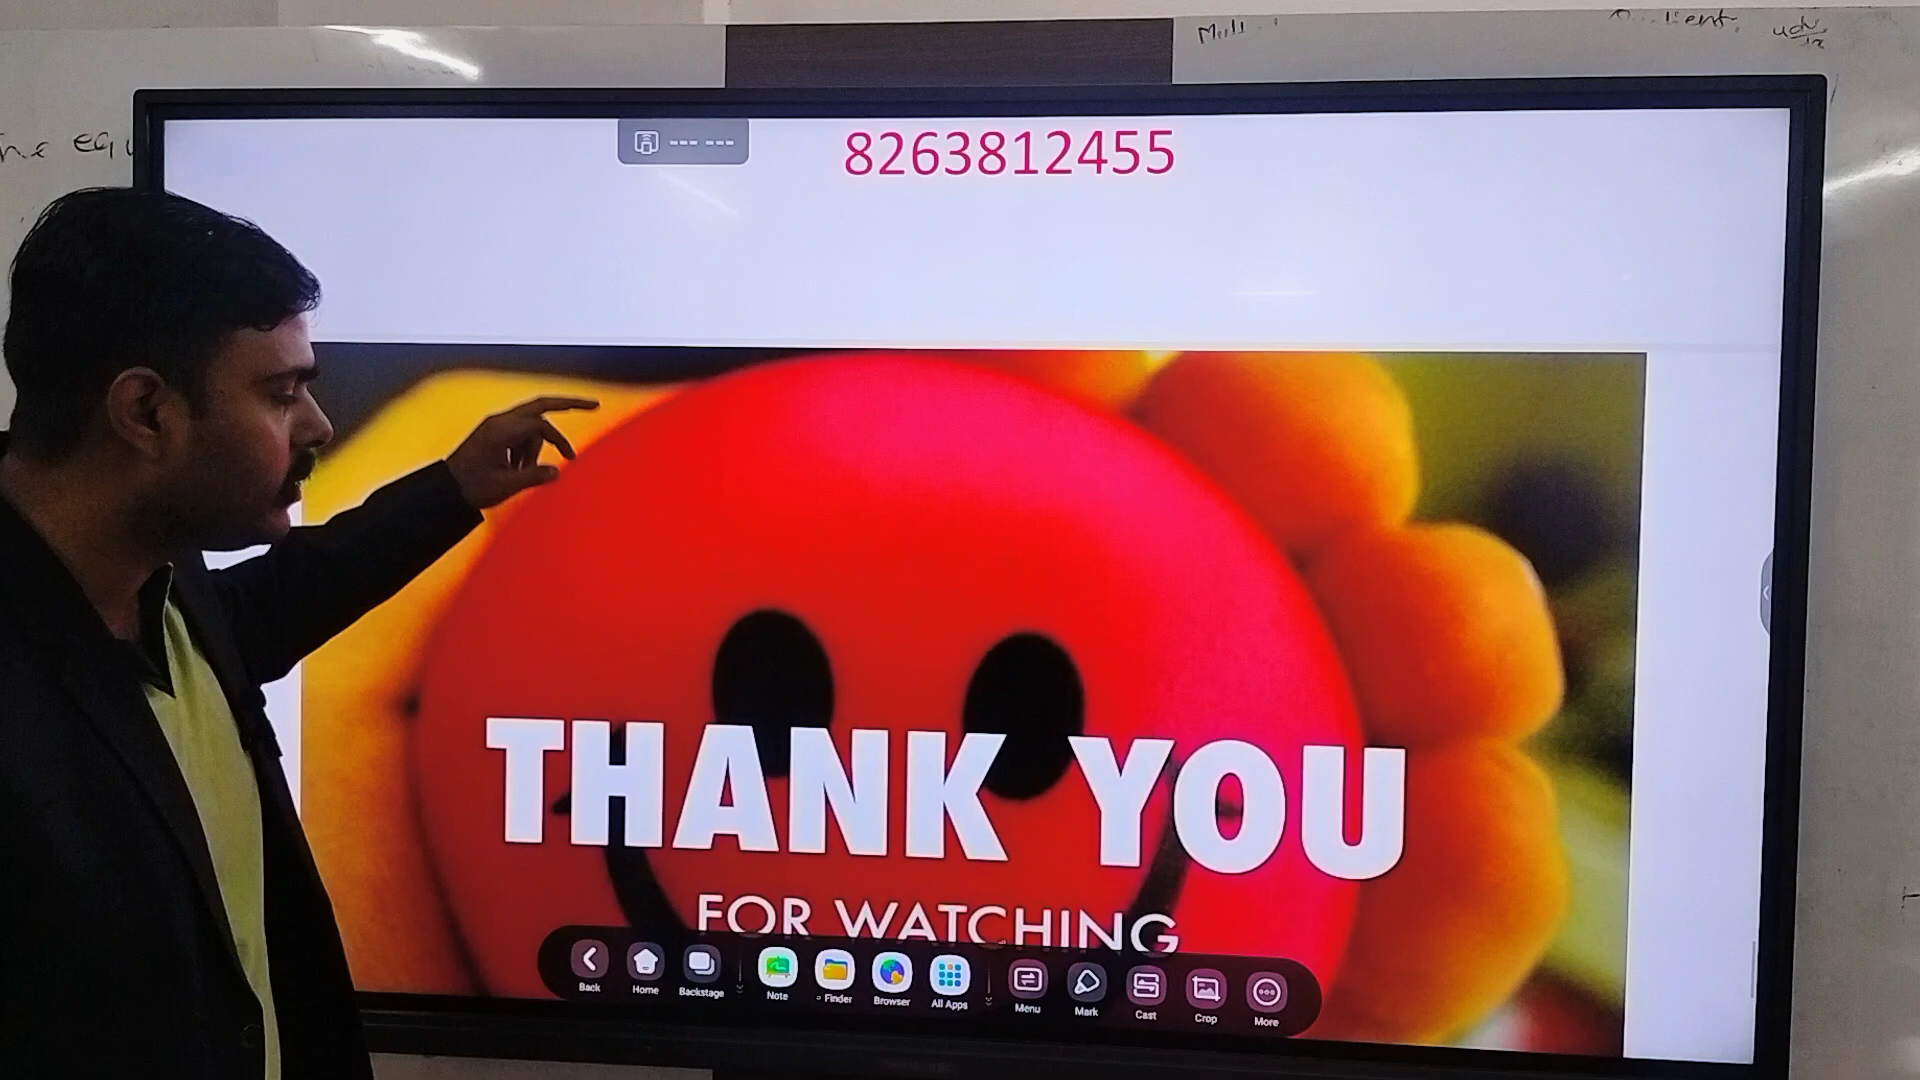 8263812455
THANK YOU
FOR WATCHING
Back
Home
Backstage
Note
Finder
Browser
All Apps
Menu
Mark
Cast
Crop
More